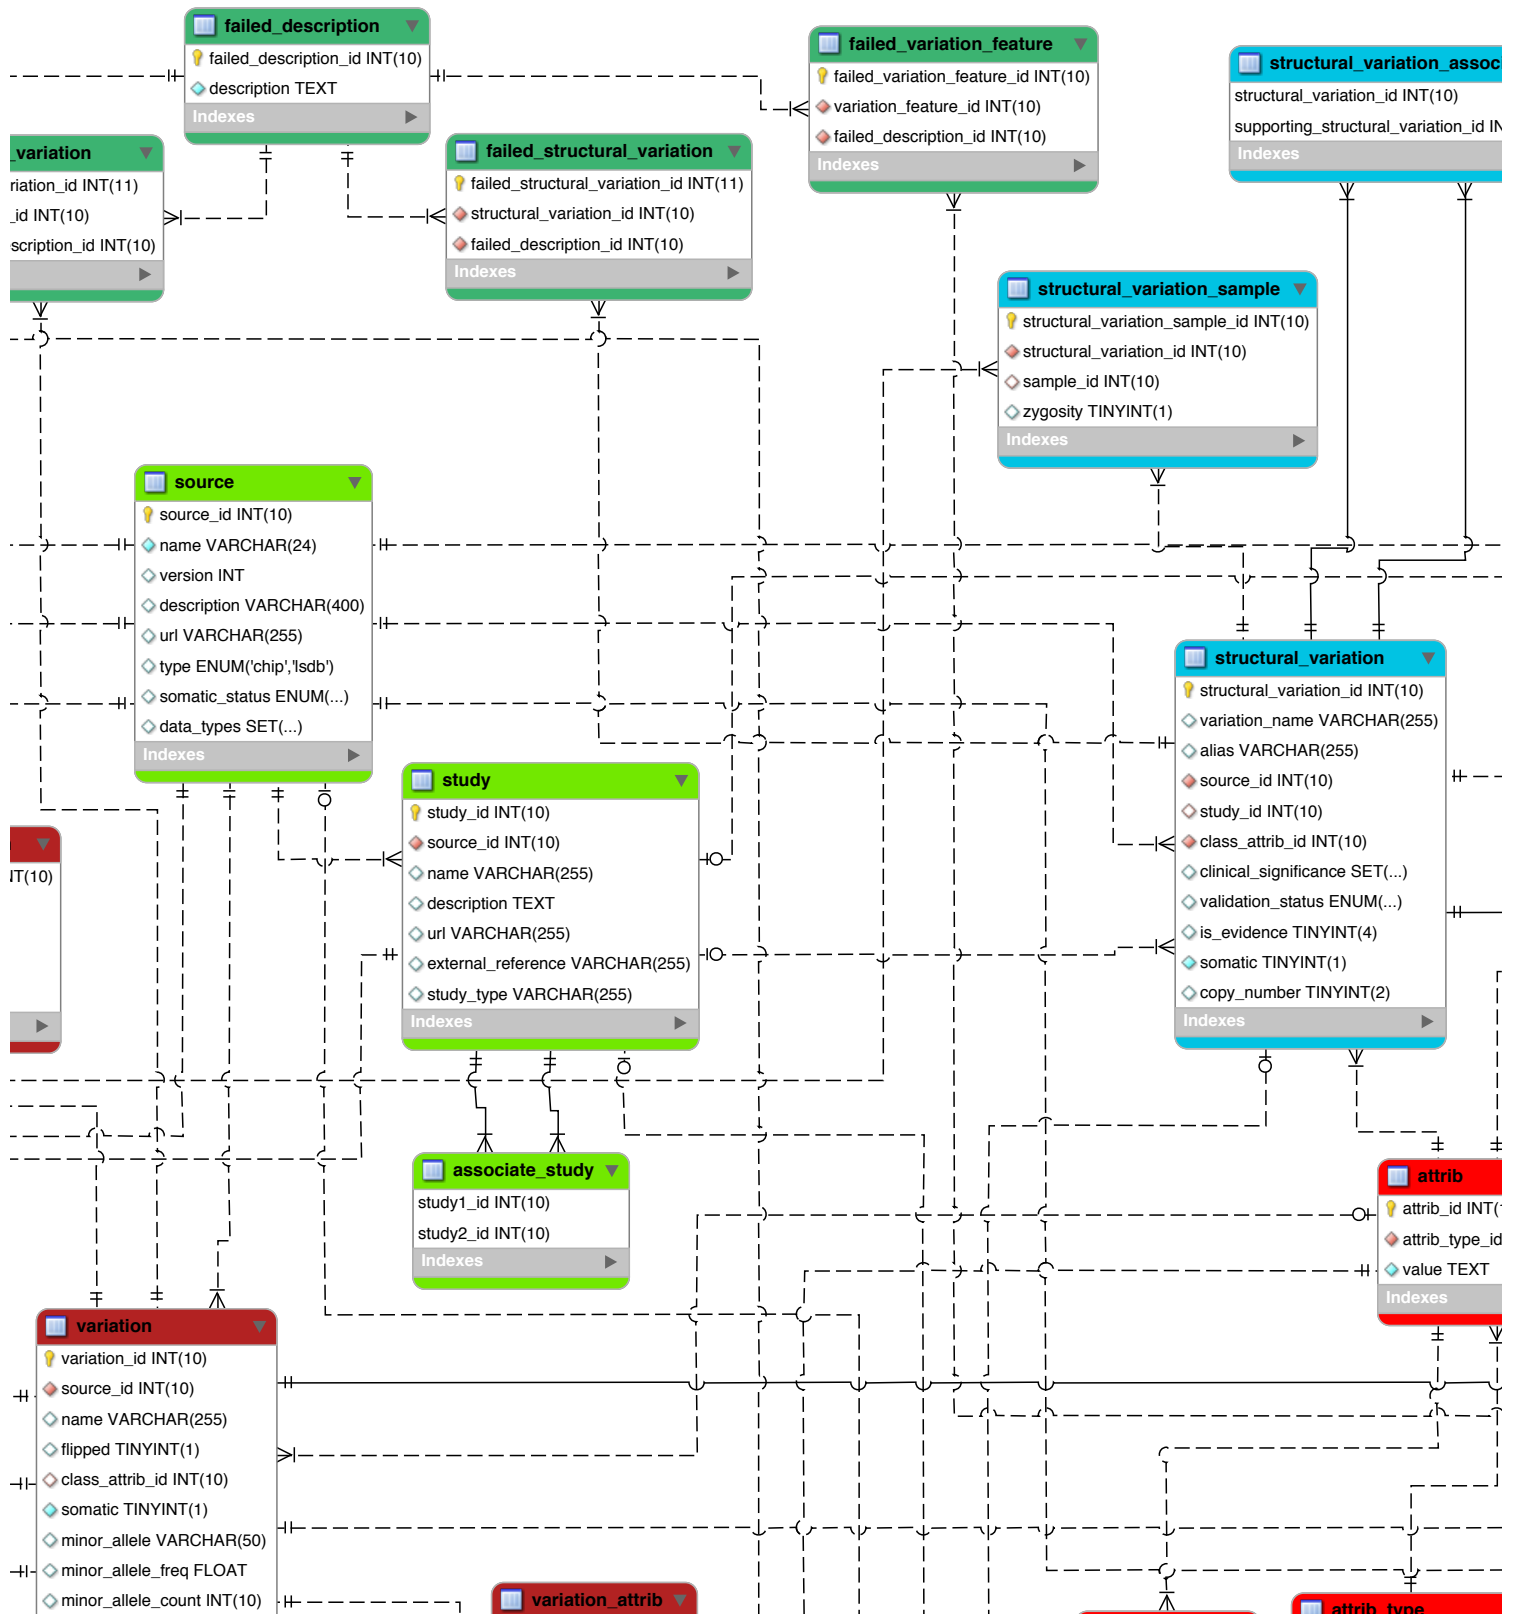 failed_description
failed_description_id INT(10)
description TEXT
Indexes
failed_variation_feature
failed_variation_feature_id INT(10)
variation_feature_id INT(10)
failed_description_id INT(10)
Indexes
structural_variation_assoc
structural_variation_id INT(10)
supporting_structural_variation_id IN
Indexes
_variation
riation_id INT(11)
_id INT(10)
scription_id INT(10)
failed_structural_variation
failed_structural_variation_id INT(11)
structural_variation_id INT(10)
failed_description_id INT(10)
Indexes
structural_variation_sample
structural_variation_sample_id INT(10)
structural_variation_id INT(10)
sample_id INT(10)
zygosity TINYINT(1)
Indexes
source
source_id INT(10)
name VARCHAR(24)
version INT
description VARCHAR(400)
url VARCHAR(255)
type ENUM('chip','lsdb')
somatic_status ENUM(...)
data_types SET(...)
Indexes
structural_variation
structural_variation_id INT(10)
variation_name VARCHAR(255)
alias VARCHAR(255)
source_id INT(10)
study_id INT(10)
class_attrib_id INT(10)
clinical_significance SET(...)
validation_status ENUM(...)
is_evidence TINYINT(4)
somatic TINYINT(1)
copy_number TINYINT(2)
Indexes
study
study_id INT(10)
source_id INT(10)
name VARCHAR(255)
description TEXT
url VARCHAR(255)
external_reference VARCHAR(255)
study_type VARCHAR(255)
Indexes
NT(10)
associate_study
study1_id INT(10)
study2_id INT(10)
Indexes
attrib
attrib_id INT(
attrib_type_id
value TEXT
Indexes
variation
variation_id INT(10)
source_id INT(10)
name VARCHAR(255)
flipped TINYINT(1)
class_attrib_id INT(10)
somatic TINYINT(1)
minor_allele VARCHAR(50)
minor_allele_freq FLOAT
minor_allele_count INT(10)
variation_attrib
attrib_type